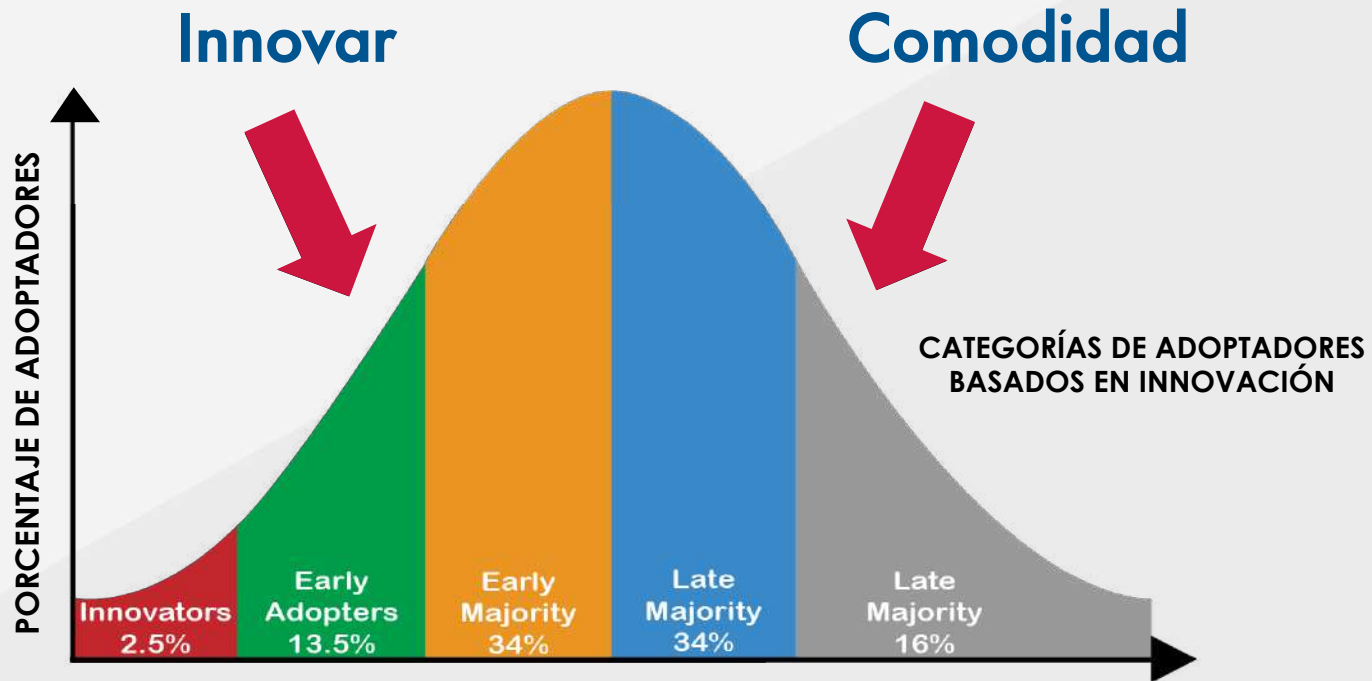 Innovar
Comodidad
PORCENTAJE DE ADOPTADORES
CATEGORÍAS DE ADOPTADORES
BASADOS EN INNOVACIÓN
Innovators
2.5%
Early
Adopters
13.5%
Early
Majority
34%
Late
Majority
34%
Late
Majority
16%